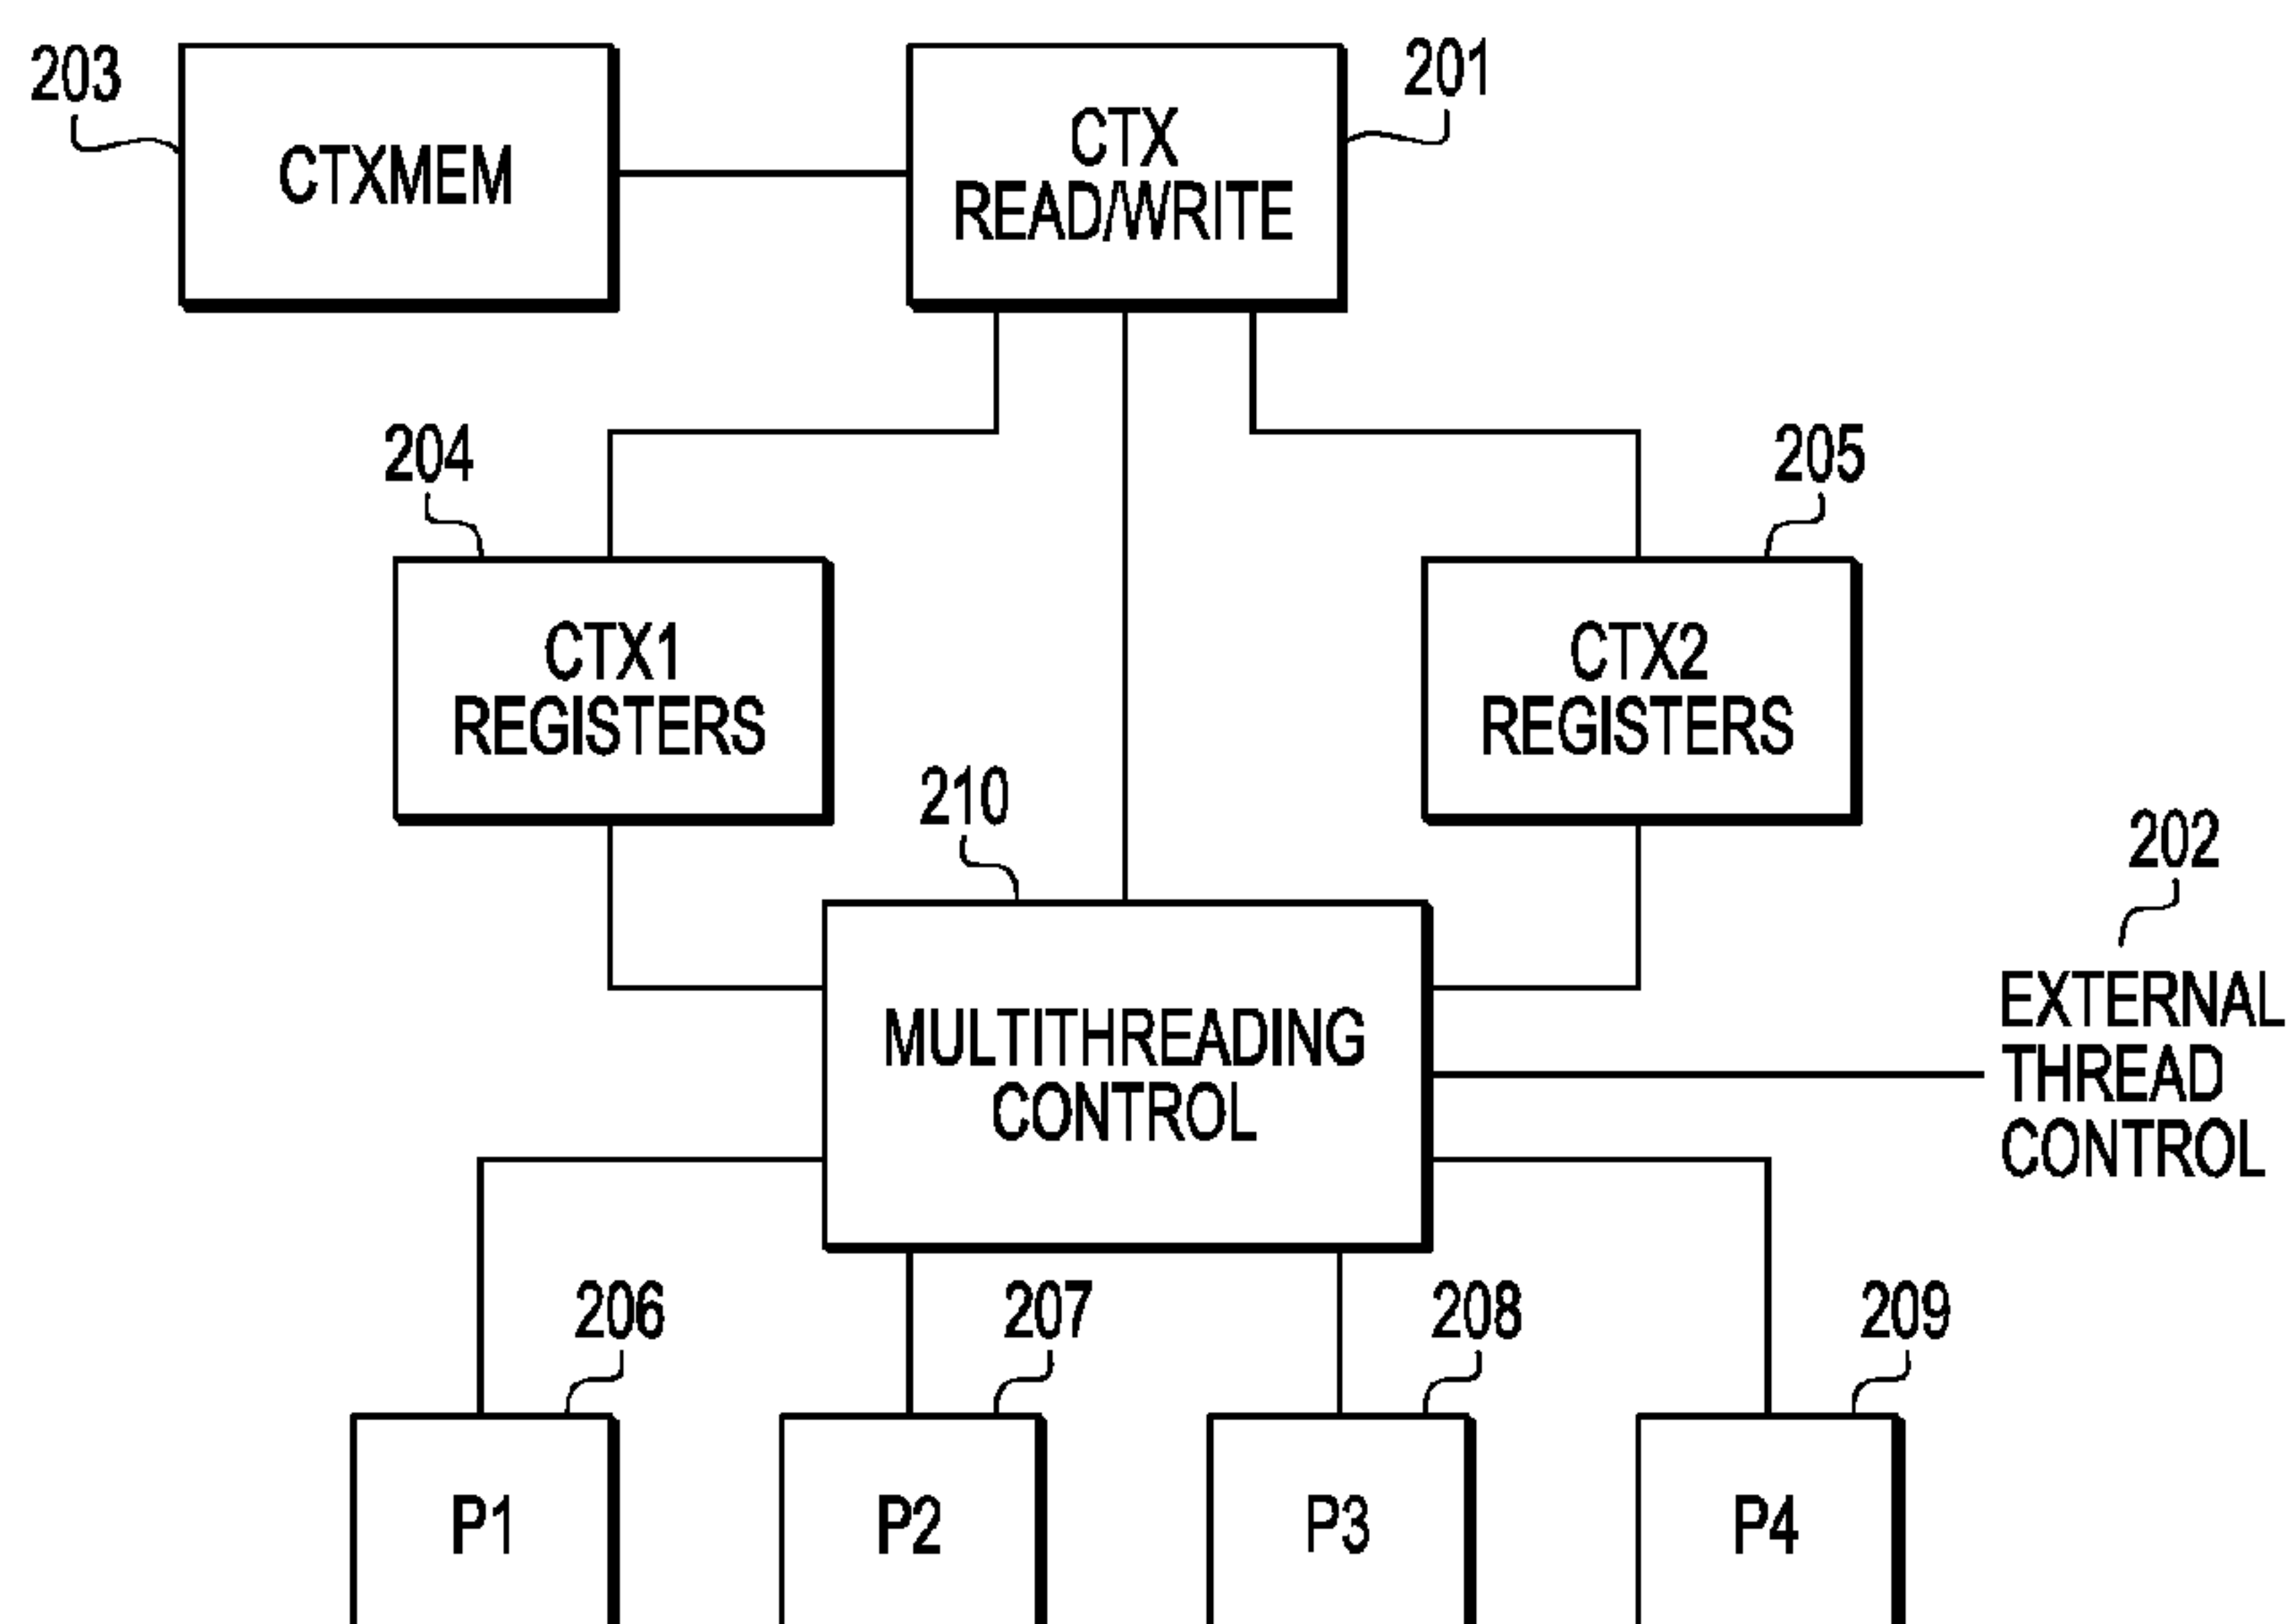 203
CTXMEM
CTX
READ/WRITE
201
204
CTX1
REGISTERS
205
CTX2
REGISTERS
210
MULTITHREADING
CONTROL
202
EXTERNAL
THREAD
CONTROL
206
P1
207
P2
208
P3
209
P4